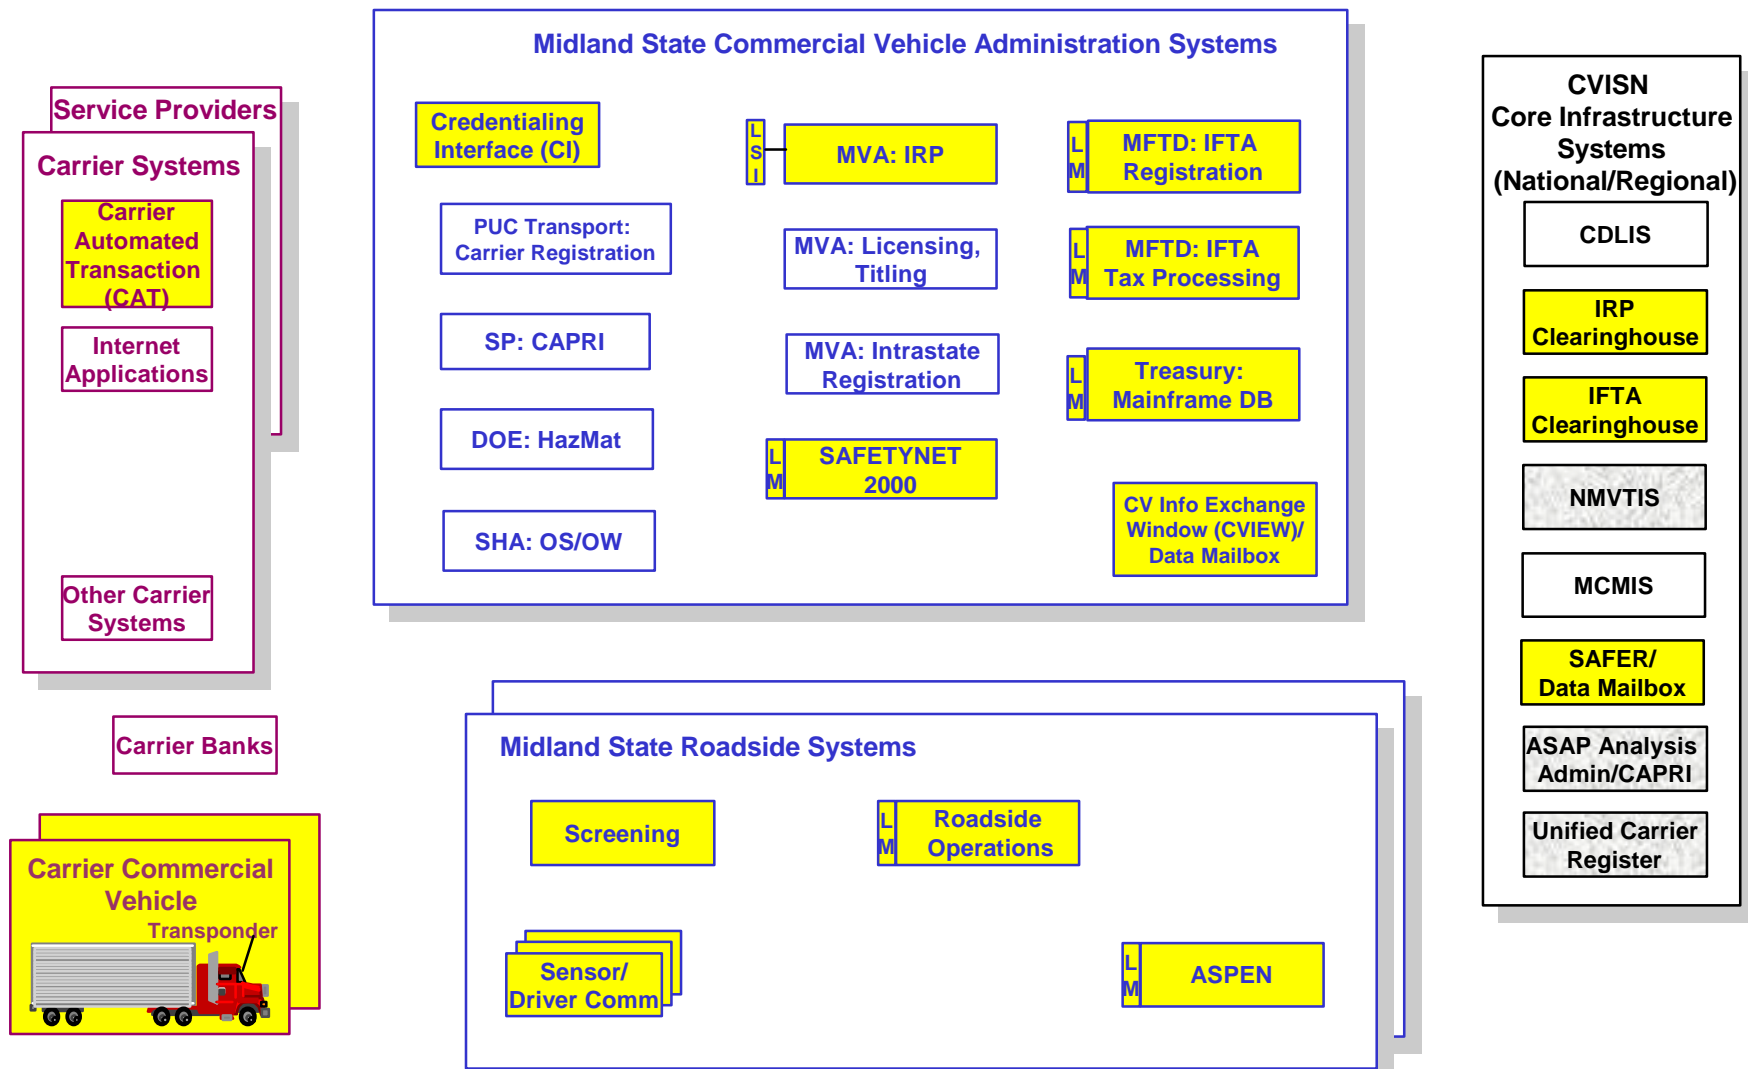 Midland State Commercial Vehicle Administration Systems
Service Providers
Carrier Systems
Carrier
Automated
Transaction
(CAT)
Internet
Applications
Other Carrier
Systems
Carrier Banks
Carrier Commercial
Vehicle
Transponder
Credentialing
Interface (CI)
PUC Transport:
Carrier Registration
SP: CAPRI
DOE: HazMat
SHA: OS/OW
L
S
I
MVA: IRP
MVA: Licensing,
Titling
MVA: Intrastate
Registration
L
M
SAFETYNET
2000
L
M
MFTD: IFTA
Registration
L
M
MFTD: IFTA
Tax Processing
L
M
Treasury:
Mainframe DB
CV Info Exchange
Window (CVIEW)/
Data Mailbox
Midland State Roadside Systems
Screening
L
M
Roadside
Operations
Sensor/
Driver Comm
L
M
ASPEN
CVISN
Core Infrastructure
Systems
(National/Regional)
CDLIS
IRP
Clearinghouse
IFTA
Clearinghouse
NMVTIS
MCMIS
SAFER/
Data Mailbox
ASAP Analysis
Admin/CAPRI
Unified Carrier
Register